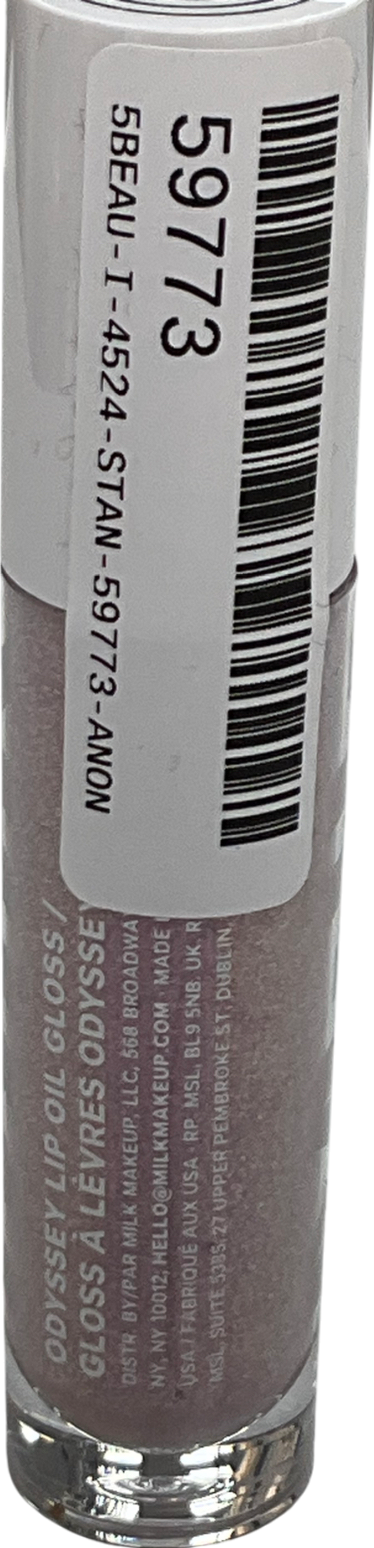 59773
5BEAU-I-4524-STAN-59773-ANON
ODYSSEY LIP OIL GLOSS /
GLOSS À LÈVRES ODYSSEY
DISTR. BY/PAR MILK MAKEUP, LLC, 568 BROADWA
NY, NY 10012, HELLO@MILKMAKEUP.COM MADE
USA / FABRIQUÉ AUX USA RP MSL, BL9 5NB. UK. R
MSL, SUITE 27 UPPER PEMBROKE ST, DUBLIN,